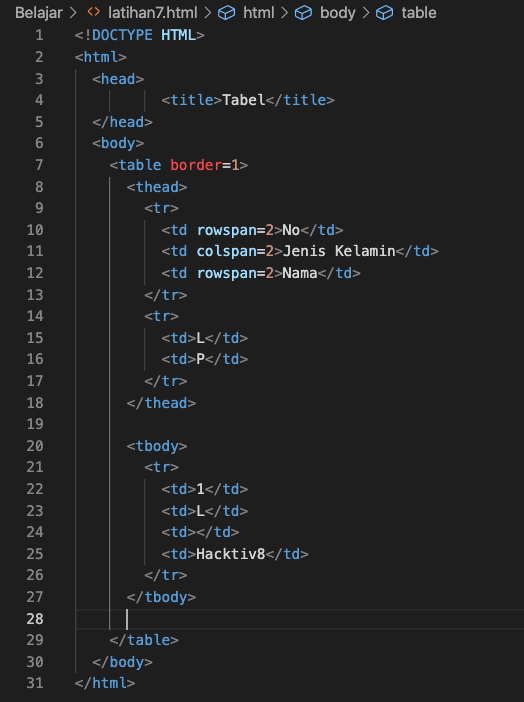 Belajar > <> latihan7.html > html > body > table
1 <!DOCTYPE HTML>
2 <html>
3   <head>
4           <title>Tabel</title>
5   </head>
6   <body>
7     <table border=1>
8       <thead>
9         <tr>
10           <td rowspan=2>No</td>
11           <td colspan=2>Jenis Kelamin</td>
12           <td rowspan=2>Nama</td>
13         </tr>
14         <tr>
15           <td>L</td>
16           <td>P</td>
17         </tr>
18       </thead>
19
20       <tbody>
21         <tr>
22           <td>1</td>
23           <td>L</td>
24           <td></td>
25           <td>Hacktiv8</td>
26         </tr>
27       </tbody>
28
29     </table>
30   </body>
31 </html>